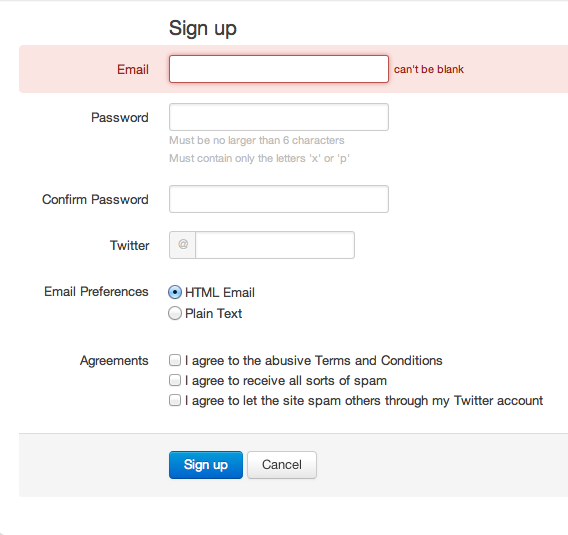 Sign up
Email can't be blank
Password
Must be no larger than 6 characters
Must contain only the letters 'x' or 'p'
Confirm Password
Twitter @
Email Preferences HTML Email
Plain Text
Agreements I agree to the abusive Terms and Conditions
I agree to receive all sorts of spam
I agree to let the site spam others through my Twitter account
Sign up Cancel